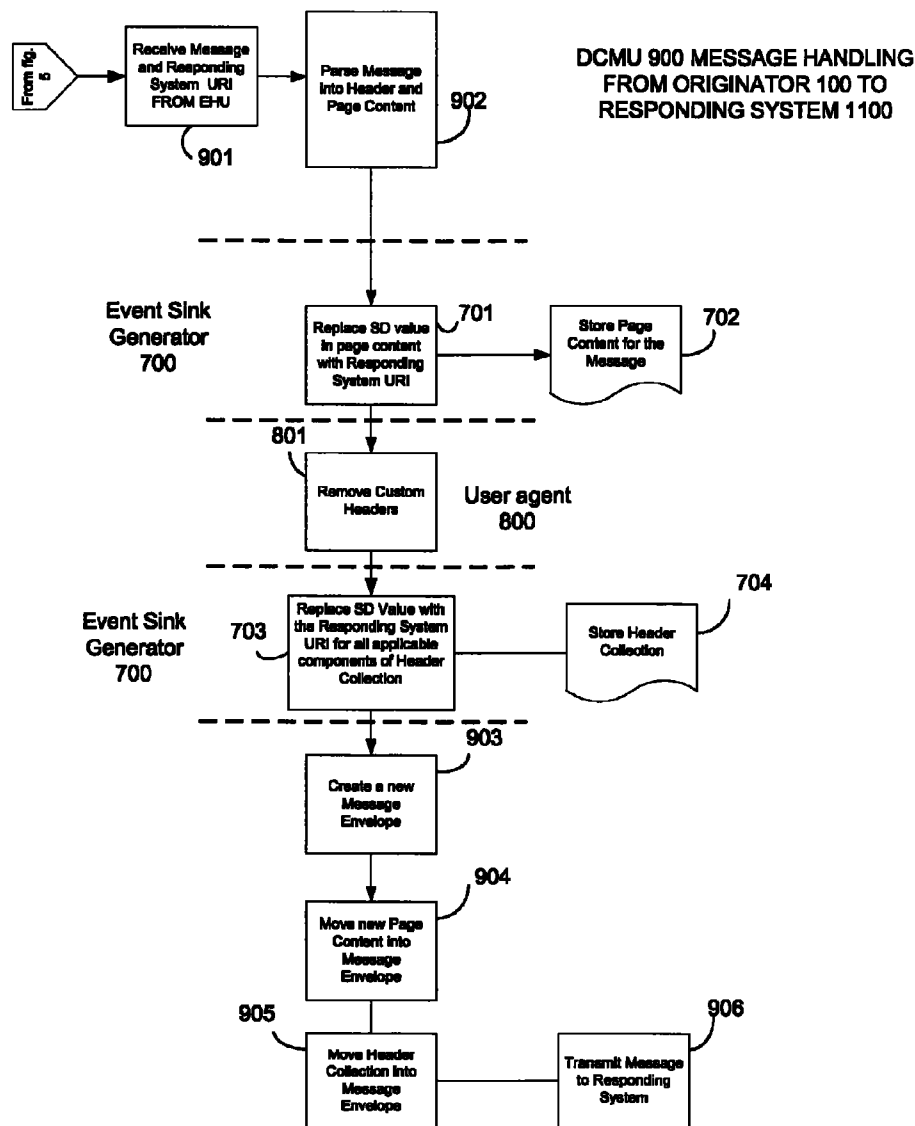 From fig.
5
Receive Message
and Responding
System URI
FROM EHU
901
Parse Message
into Header and
Page Content
902
DCMU 900 MESSAGE HANDLING
FROM ORIGINATOR 100 TO
RESPONDING SYSTEM 1100
Event Sink
Generator
700
Replace SD value
in page content
with Responding
System URI
701
Store Page
Content for the
Message
702
801
Remove Custom
Headers
User agent
800
Event Sink
Generator
700
703
Replace SD Value with
the Responding System
URI for all applicable
components of Header
Collection
704
Store Header
Collection
903
Create a new
Message
Envelope
904
Move new Page
Content into
Message
Envelope
905
Move Header
Collection into
Message
Envelope
906
Transmit Message
to Responding
System